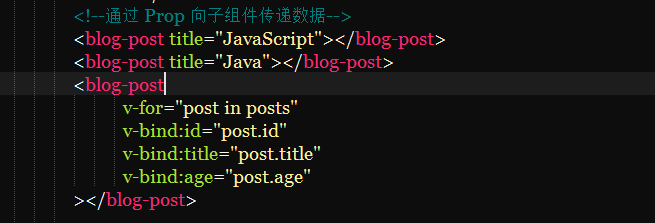 <!--通过 Prop 向子组件传递数据-->
<blog-post title="JavaScript"></blog-post>
<blog-post title="Java"></blog-post>
<blog-post
v-for="post in posts"
v-bind:id="post.id"
v-bind:title="post.title"
v-bind:age="post.age"
></blog-post>